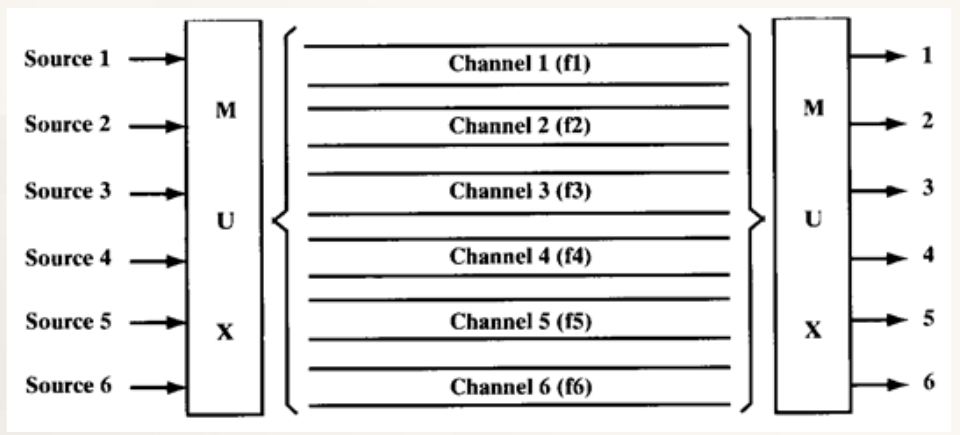 Source 1
Source 2
Source 3
Source 4
Source 5
Source 6
M
U
X
Channel 1 (f1)
Channel 2 (f2)
Channel 3 (f3)
Channel 4 (f4)
Channel 5 (f5)
Channel 6 (f6)
M
U
X
1
2
3
4
5
6